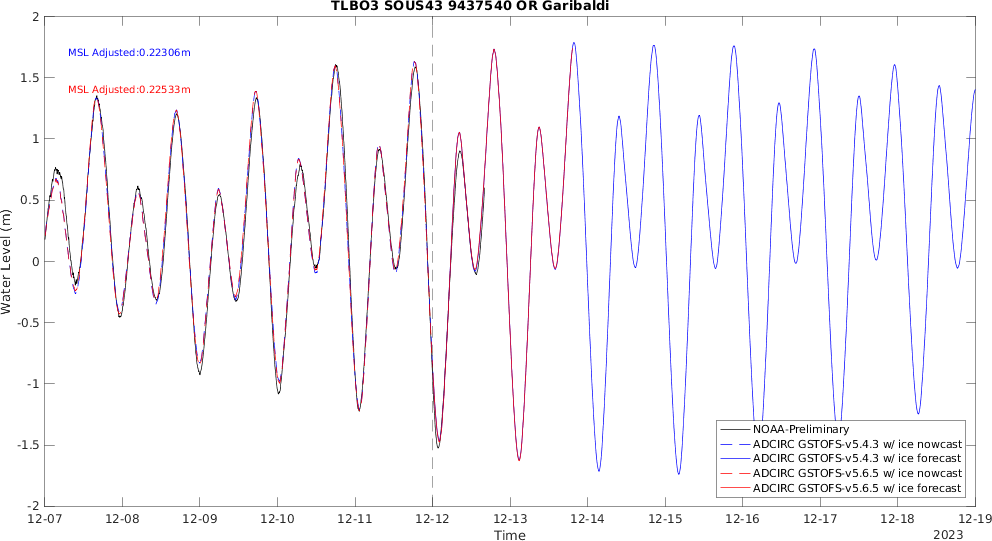 TLBO3 SOUS43 9437540 OR Garibaldi
MSL Adjusted:0.22306m
MSL Adjusted:0.22533m
Water Level (m)
2
1.5
1
0.5
0
-0.5
-1
-1.5
-2
NOAA-Preliminary
ADCIRC GSTOFS-v5.4.3 w/ ice nowcast
ADCIRC GSTOFS-v5.4.3 w/ ice forecast
ADCIRC GSTOFS-v5.6.5 w/ ice nowcast
ADCIRC GSTOFS-v5.6.5 w/ ice forecast
12-07 12-08 12-09 12-10 12-11 12-12 12-13 12-14 12-15 12-16 12-17 12-18 12-19
Time
2023